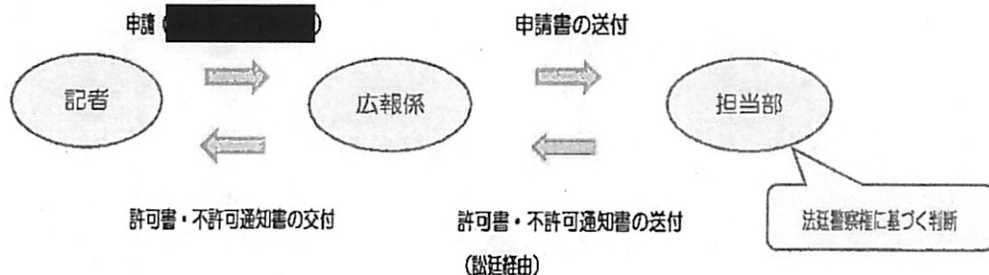 申請（
申請書の送付
記者
広報係
担当部
許可書・不許可通知書の交付
許可書・不許可通知書の送付
（訟廷経由）
法廷警察権に基づく判断